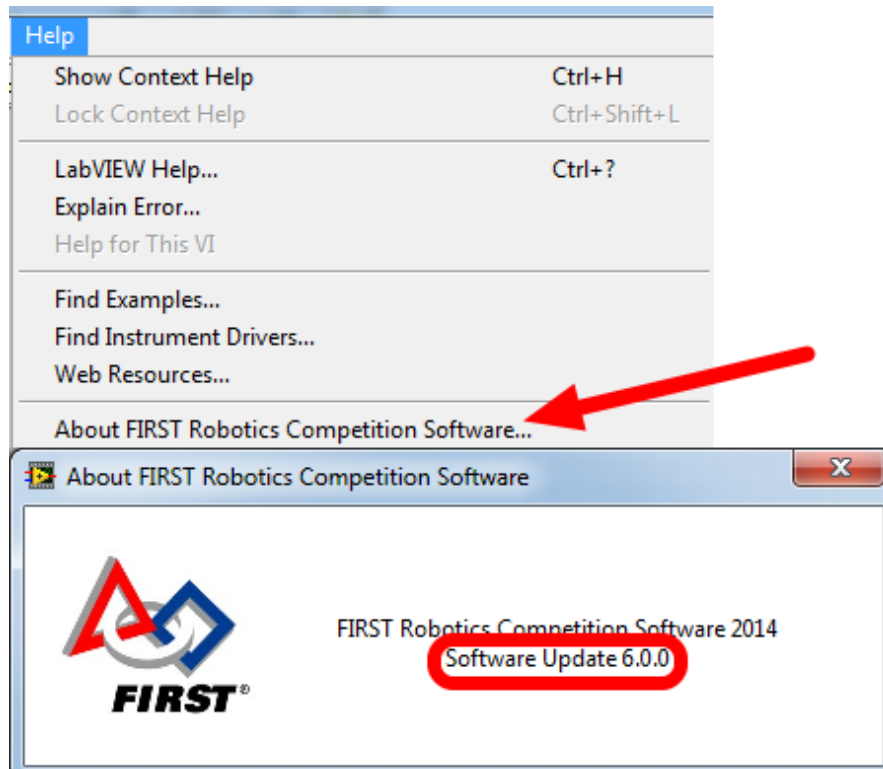 Help
Show Context Help Ctrl+H
Lock Context Help Ctrl+Shift+L
LabVIEW Help... Ctrl+?
Explain Error...
Help for This VI
Find Examples...
Find Instrument Drivers...
Web Resources...
About FIRST Robotics Competition Software...
About FIRST Robotics Competition Software
FIRST Robotics Competition Software 2014
Software Update 6.0.0
FIRST®